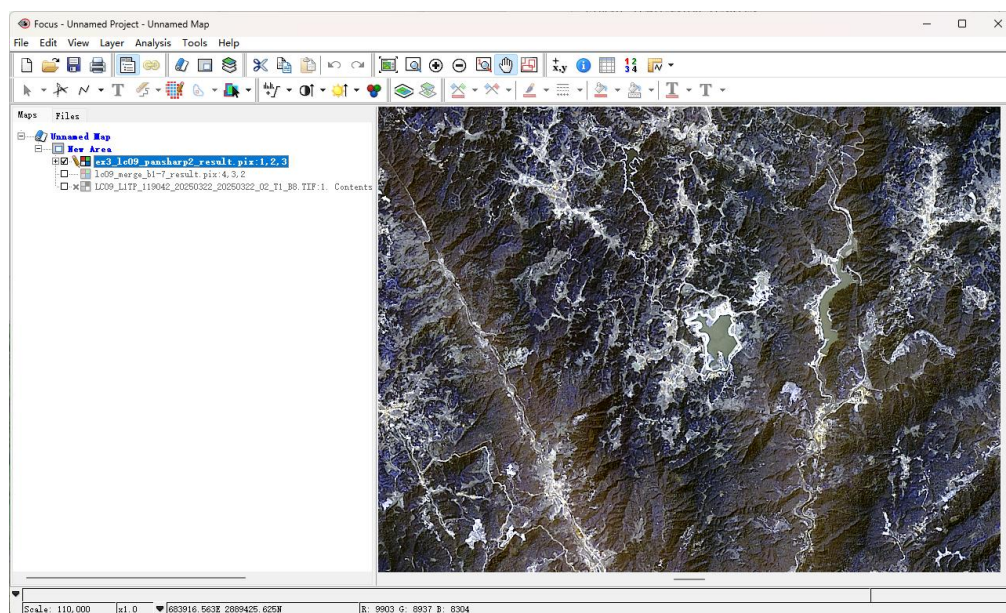 Focus - Unnamed Project - Unnamed Map
File Edit View Layer Analysis Tools Help
Maps Files
Unnamed Map
New Area
ex3_lc09_pansharp2_result.pix:1,2,3
lc09_merge_b1-7_result.pix:4,3,2
LC09_L1TP_119042_20250322_20250322_02_T1_B8.TIF:1. Contents
Scale: 110,000 x1.0 683916.563E 2889425.625N R: 9903 G: 8937 B: 8304